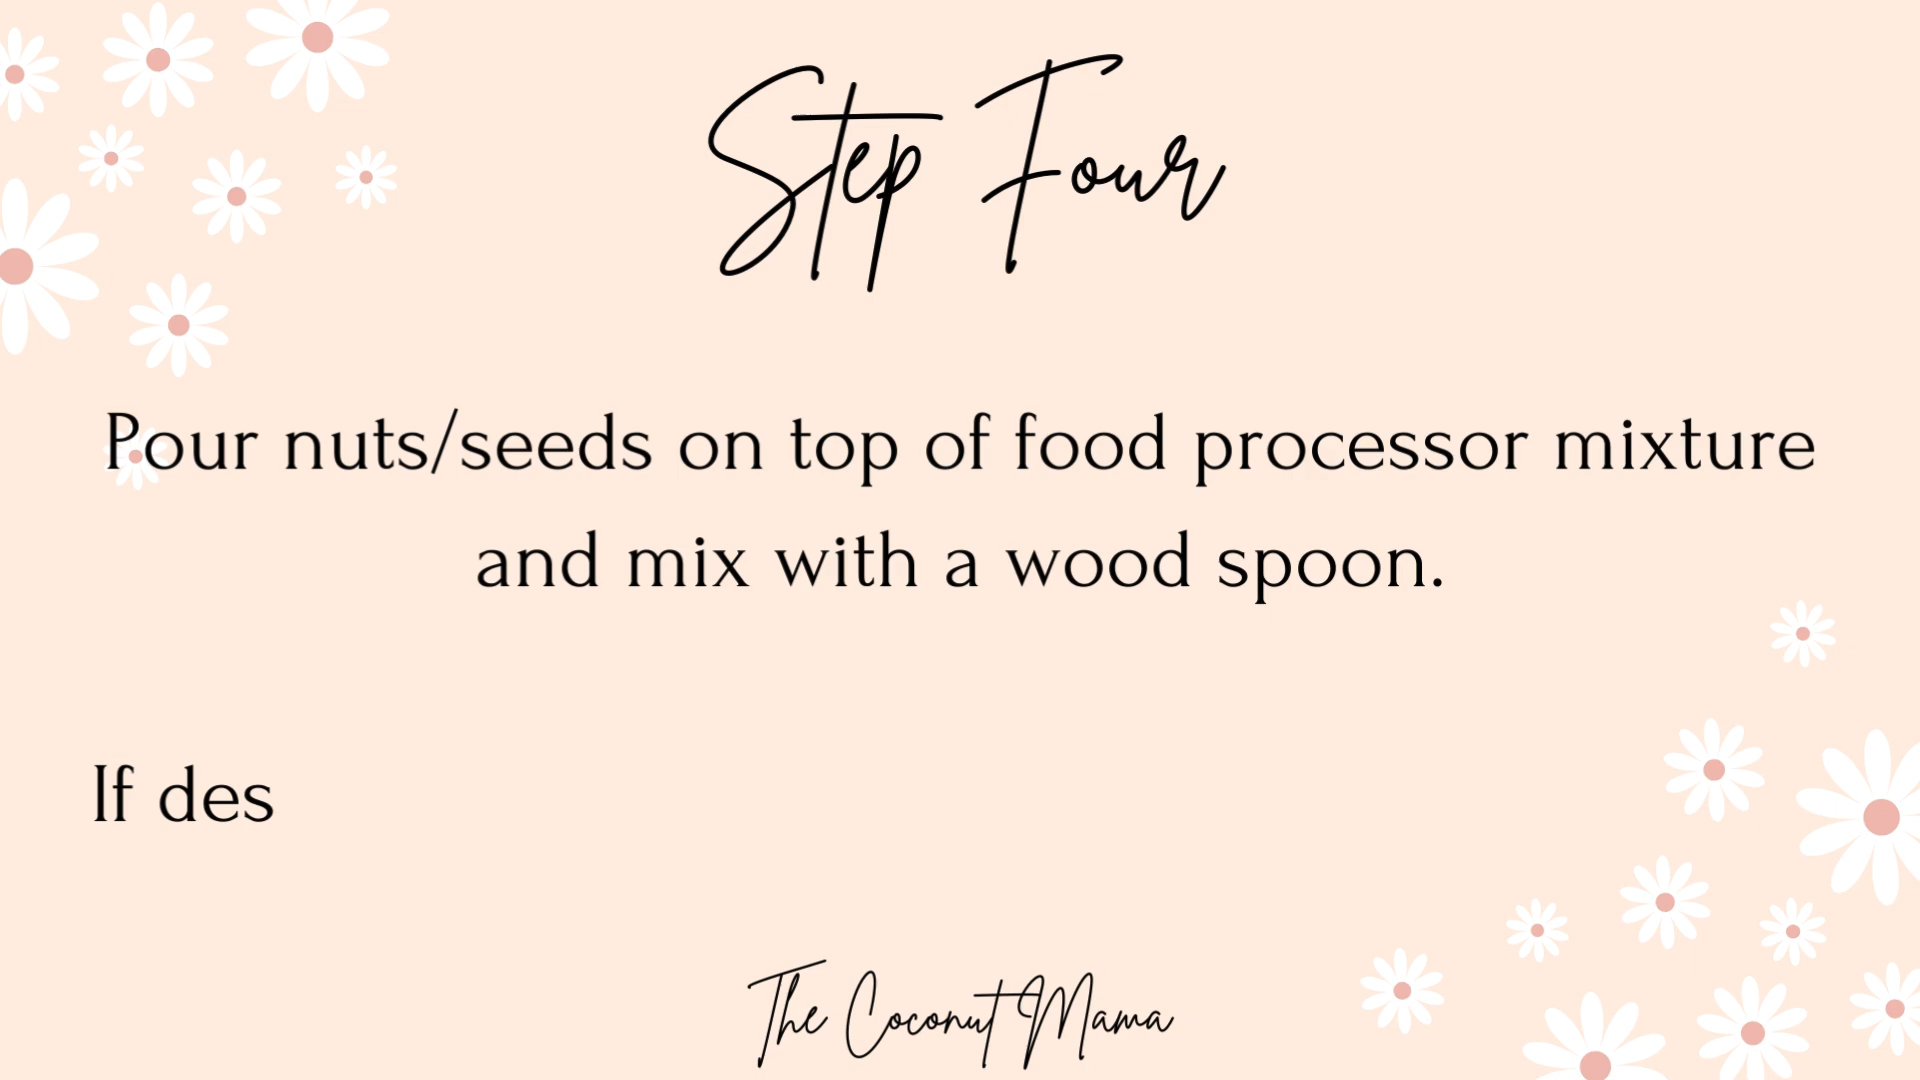 Step Four
Pour nuts/seeds on top of food processor mixture
and mix with a wood spoon.
If des
The Coconut Mama